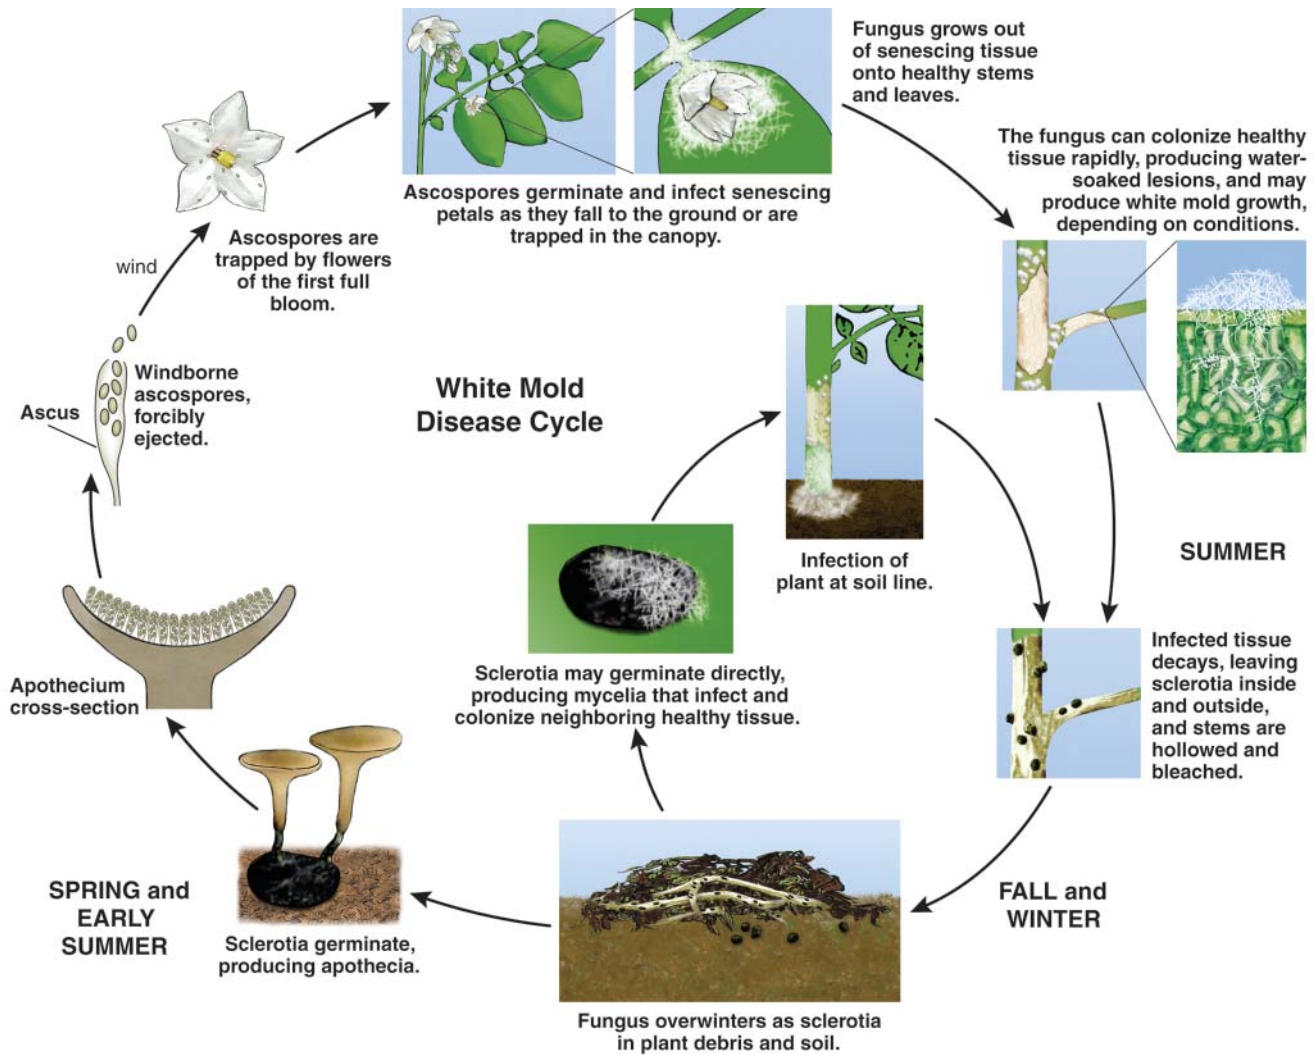 White Mold
Disease Cycle
Fungus overwinters as sclerotia
in plant debris and soil.
SPRING and
EARLY
SUMMER
Sclerotia germinate,
producing apothecia.
Apothecium
cross-section
Ascus
Windborne
ascospores,
forcibly
ejected.
wind
Ascospores are
trapped by flowers
of the first full
bloom.
Ascospores germinate and infect senescing
petals as they fall to the ground or are
trapped in the canopy.
Fungus grows out
of senescing tissue
onto healthy stems
and leaves.
The fungus can colonize healthy
tissue rapidly, producing water-
soaked lesions, and may
produce white mold growth,
depending on conditions.
SUMMER
Infected tissue
decays, leaving
sclerotia inside
and outside,
and stems are
hollowed and
bleached.
FALL and
WINTER
Sclerotia may germinate directly,
producing mycelia that infect and
colonize neighboring healthy tissue.
Infection of
plant at soil line.